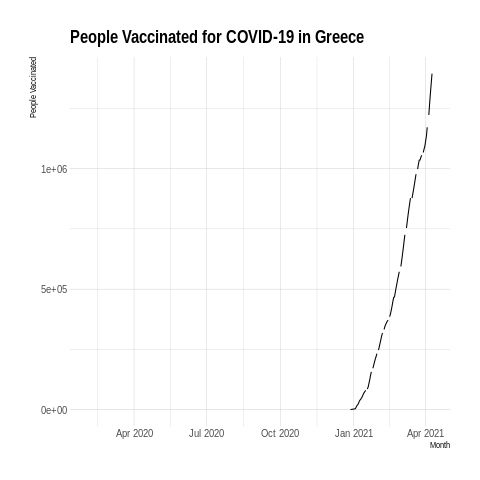 People Vaccinated for COVID-19 in Greece
People Vaccinated
1e+06
5e+05
0e+00
Apr 2020 Jul 2020 Oct 2020 Jan 2021 Apr 2021
Month